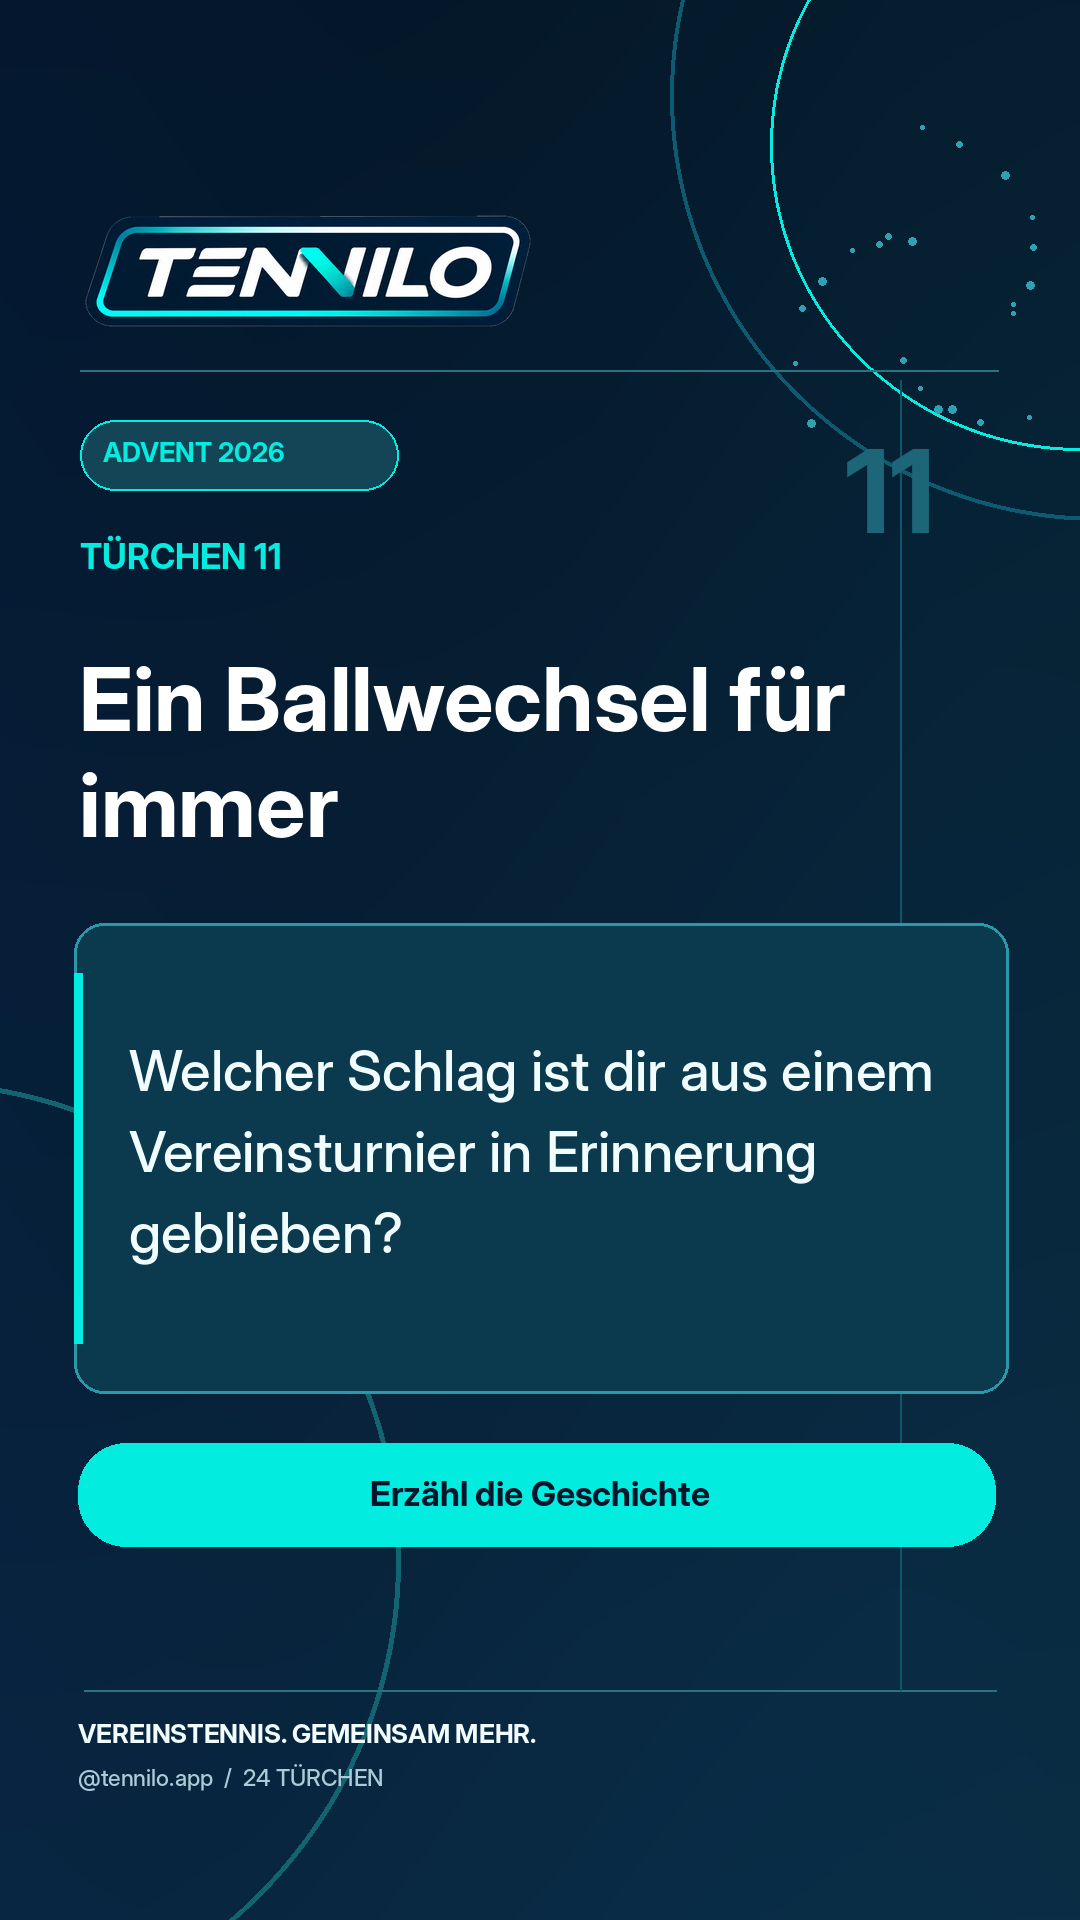 TENNILO
ADVENT 2026
11
TÜRCHEN 11
Ein Ballwechsel für
immer
Welcher Schlag ist dir aus einem
Vereinsturnier in Erinnerung
geblieben?
Erzähl die Geschichte
VEREINSTENNIS. GEMEINSAM MEHR.
@tennilo.app / 24 TÜRCHEN